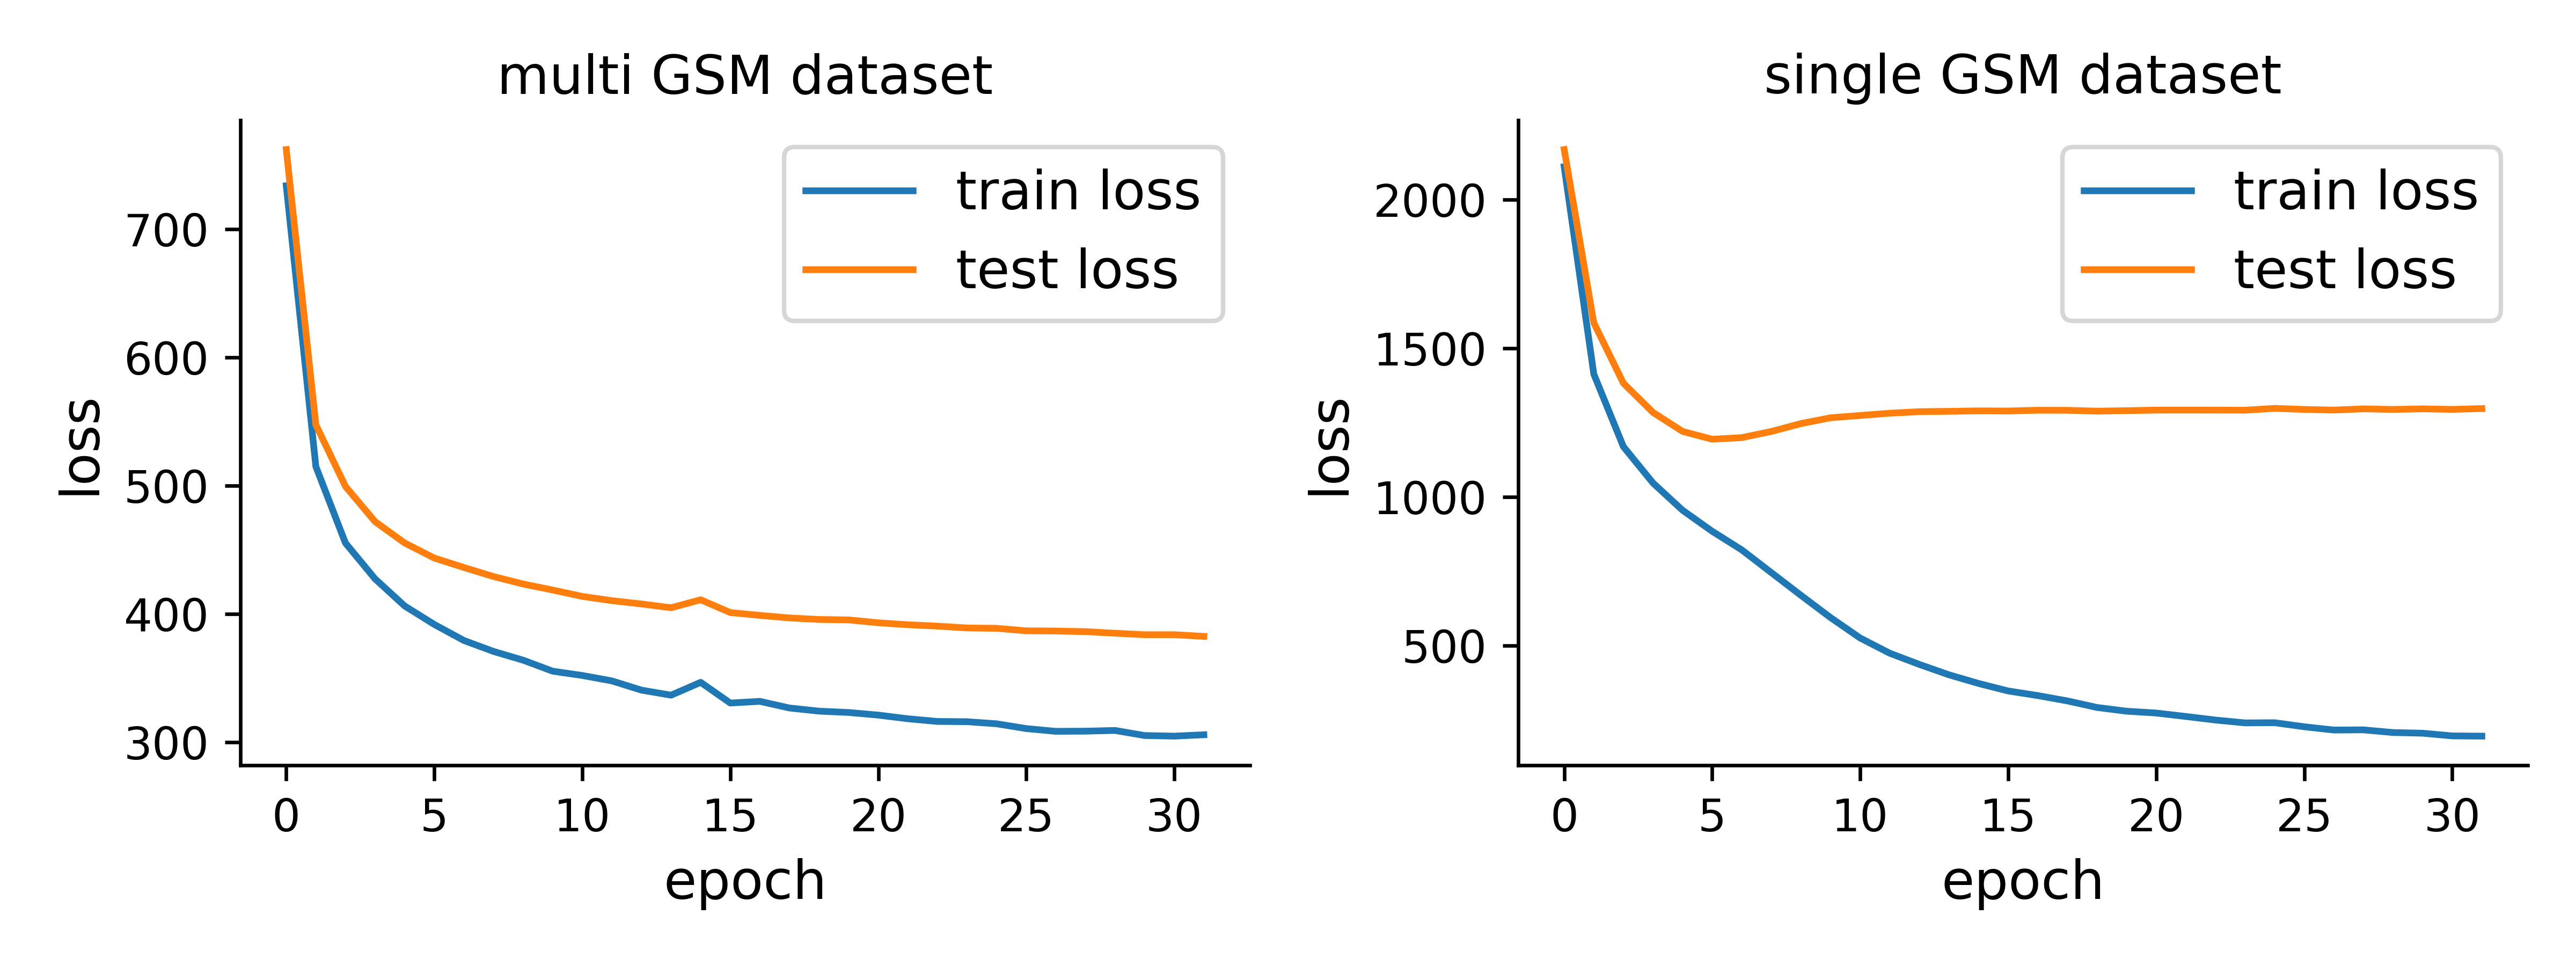 multi GSM dataset
train loss
test loss
700
600
500
400
300
loss
0 5 10 15 20 25 30
epoch
single GSM dataset
train loss
test loss
2000
1500
1000
500
loss
0 5 10 15 20 25 30
epoch